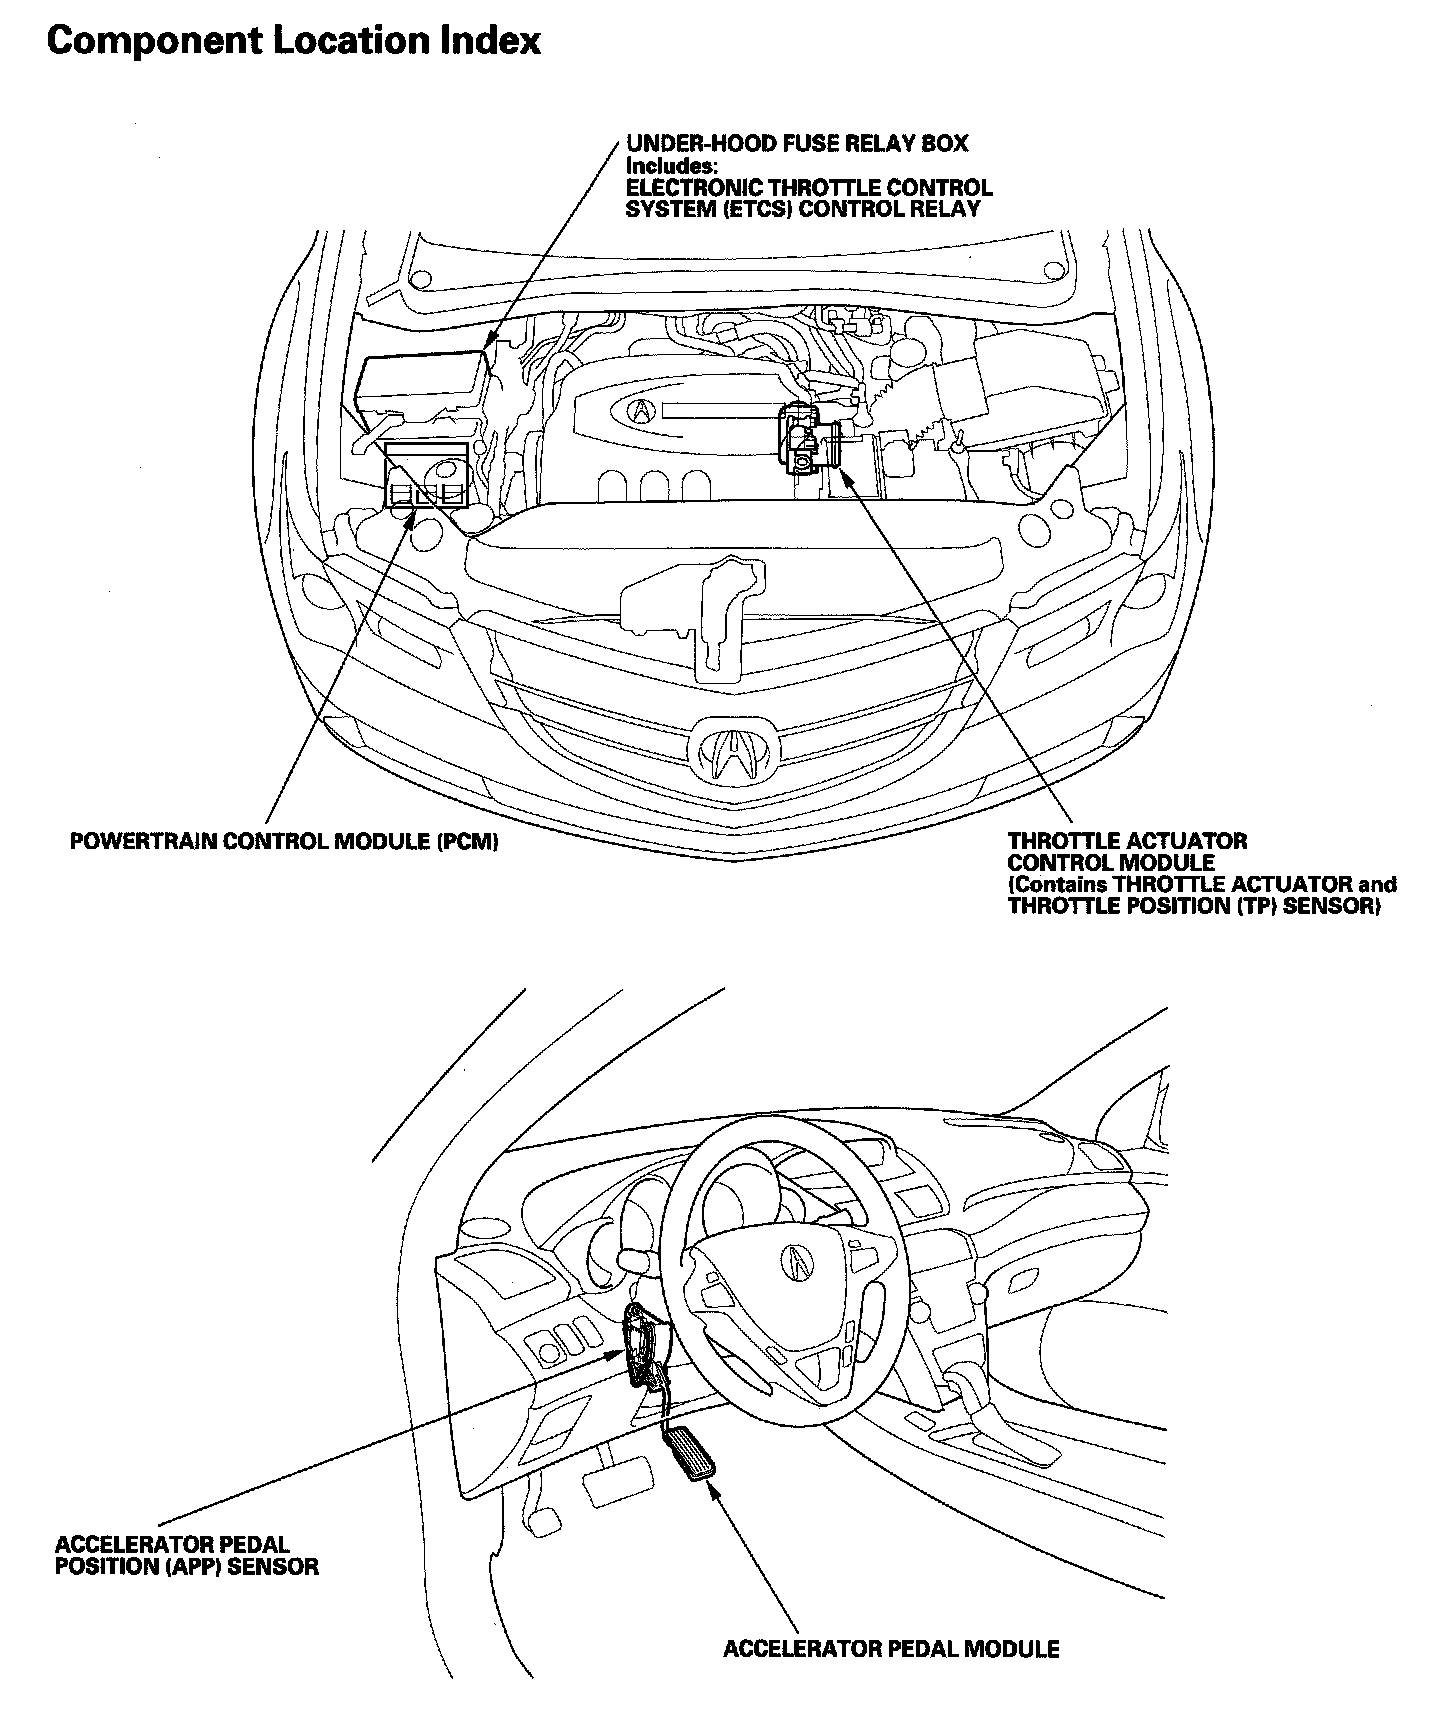 Component Location Index
UNDER-HOOD FUSE RELAY BOX
Includes:
ELECTRONIC THROTTLE CONTROL
SYSTEM (ETCS) CONTROL RELAY
POWERTRAIN CONTROL MODULE (PCM)
THROTTLE ACTUATOR
CONTROL MODULE
(Contains THROTTLE ACTUATOR and
THROTTLE POSITION (TP) SENSOR)
ACCELERATOR PEDAL
POSITION (APP) SENSOR
ACCELERATOR PEDAL MODULE